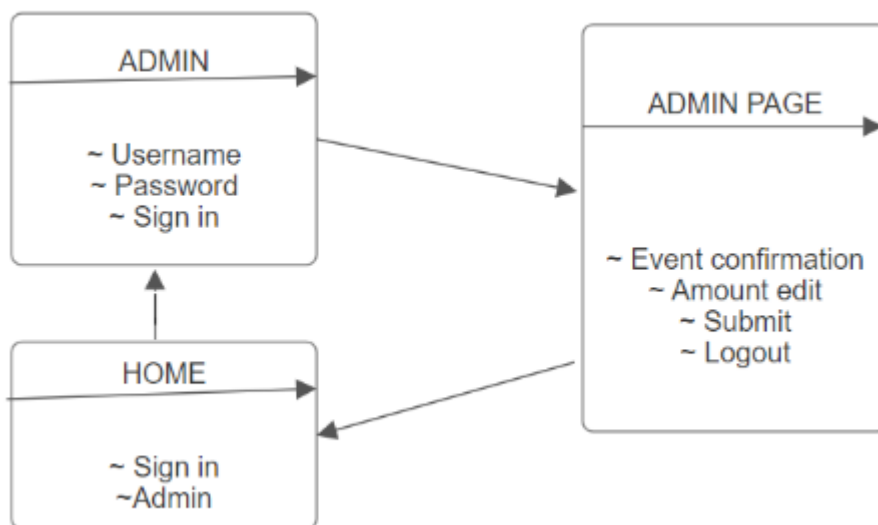 ADMIN
~ Username
~ Password
~ Sign in
ADMIN PAGE
~ Event confirmation
~ Amount edit
~ Submit
~ Logout
HOME
~ Sign in
~Admin